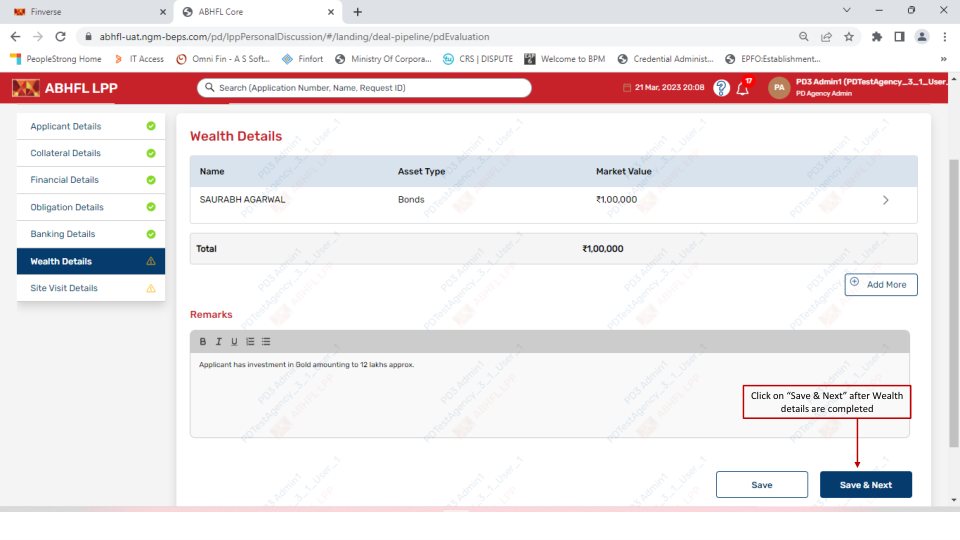 Finverse
ABHFL Core
abhfl-uat.ngm-beps.com/pd/lppPersonalDiscussion/#/landing/deal-pipeline/pdEvaluation
PeopleStrong Home
IT Access
Omni Fin - A S Soft...
Finfort
Ministry Of Corpora...
CRS | DISPUTE
Welcome to BPM
Credential Administ...
EPFO:Establishment...
»
ABHFL LPP
Search (Application Number, Name, Request ID)
21 Mar, 2023 20:08
17
PA
PD3 Admin1 (PDTestAgency_3_1_User_
PD Agency Admin
Applicant Details
Collateral Details
Financial Details
Obligation Details
Banking Details
Wealth Details
Site Visit Details
Wealth Details
Name Asset Type Market Value
SAURABH AGARWAL Bonds ₹1,00,000
Total ₹1,00,000
Add More
Remarks
B I U
Applicant has investment in Gold amounting to 12 lakhs approx.
Click on “Save & Next” after Wealth
details are completed
Save
Save & Next